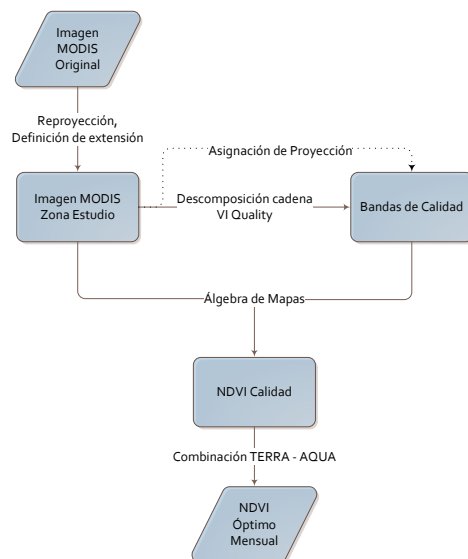 Imagen
MODIS
Original
Reproyección,
Definición de extensión
Asignación de Proyección
Imagen MODIS
Zona Estudio
Descomposición cadena
VI Quality
Bandas de Calidad
Álgebra de Mapas
NDVI Calidad
Combinación TERRA - AQUA
NDVI
Óptimo
Mensual